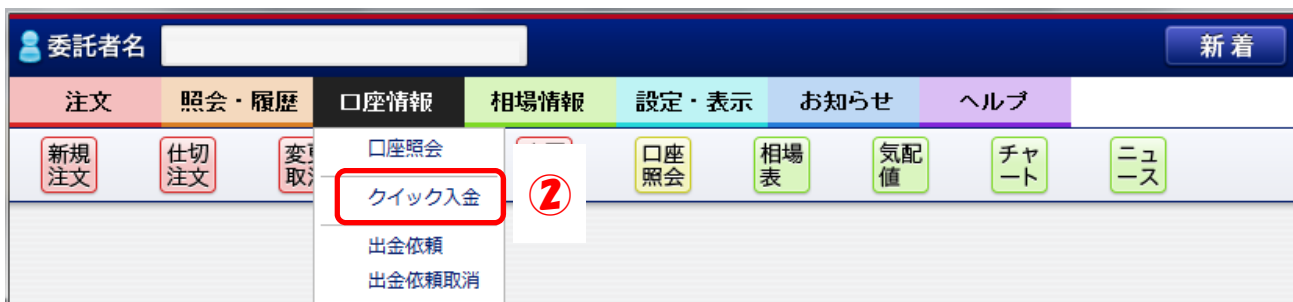 委託者名
新着
注文 照会・履歴 口座情報 相場情報 設定・表示 お知らせ ヘルプ
新規
注文
仕切
注文
口座
照会
相場
表
気配
値
チャ
ート
ニュ
ース
口座照会
クイック入金
②
出金依頼
出金依頼取消